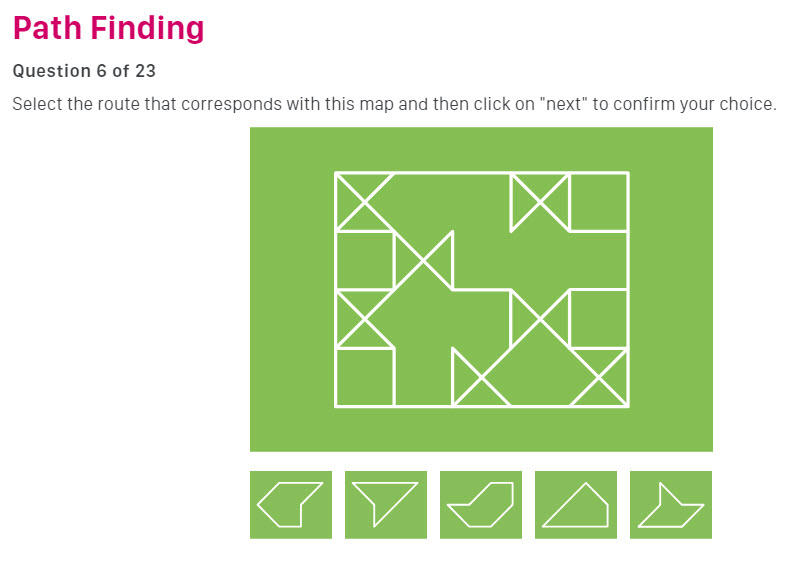 Path Finding
Question 6 of 23
Select the route that corresponds with this map and then click on "next" to confirm your choice.